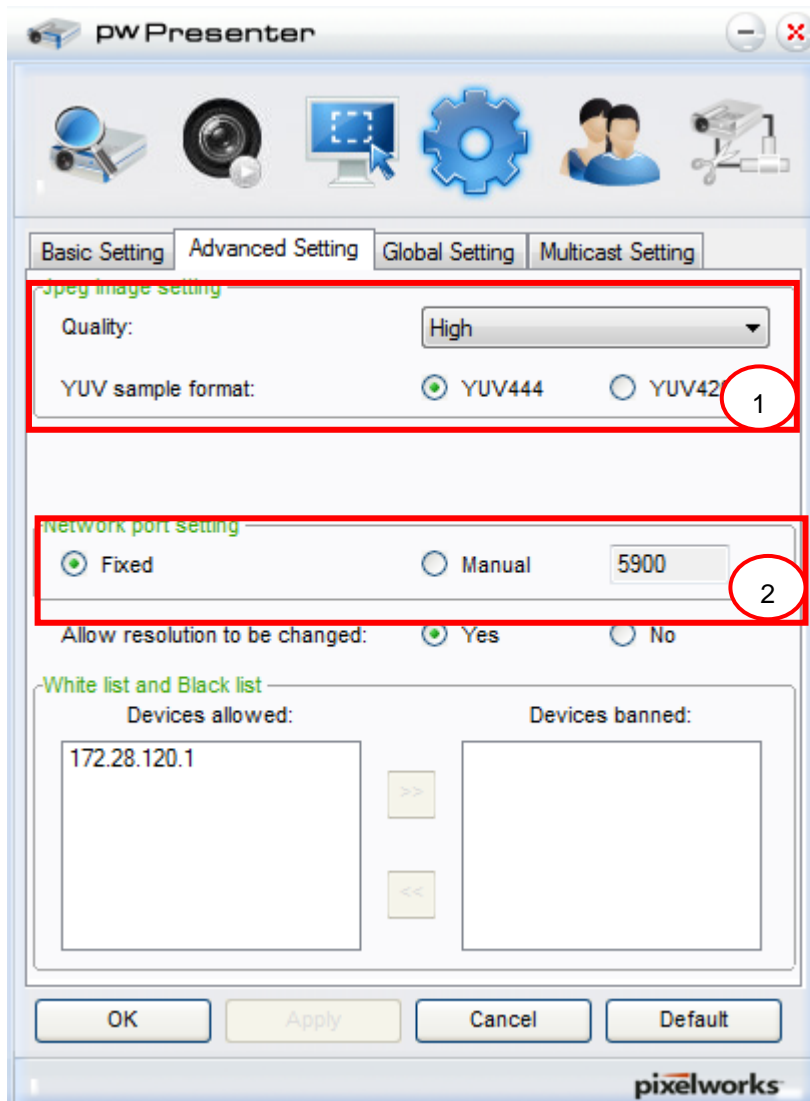 pwPresenter
Basic Setting Advanced Setting Global Setting Multicast Setting
Jpeg image setting
Quality: High
YUV sample format: YUV444
1
Network port setting
Fixed Manual 5900
2
Allow resolution to be changed: Yes No
White list and Black list
Devices allowed: Devices banned:
172.28.120.1
>>
<<
OK Apply Cancel Default
pixelworks